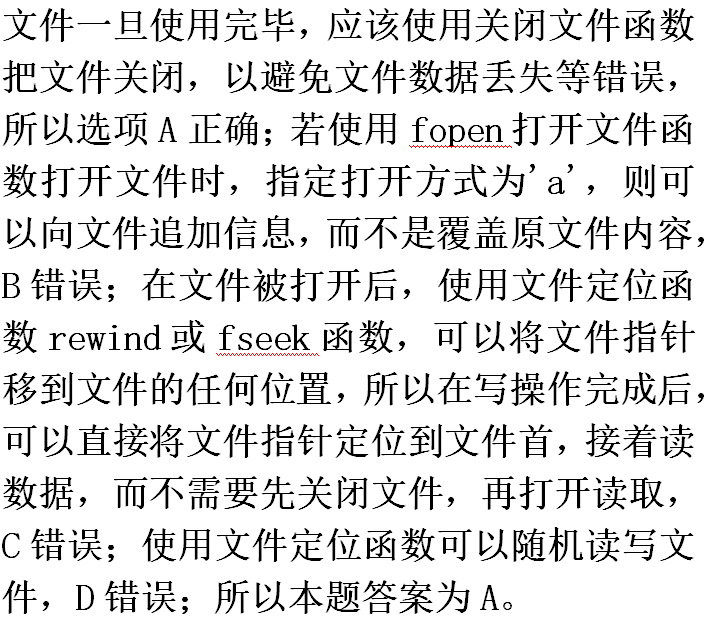 文件一旦使用完毕，应该使用关闭文件函数
把文件关闭，以避免文件数据丢失等错误，
所以选项 A 正确；若使用 fopen 打开文件函
数打开文件时，指定打开方式为'a'，则可
以向文件追加信息，而不是覆盖原文件内容，
B 错误；在文件被打开后，使用文件定位函
数 rewind 或 fseek 函数，可以将文件指针
移到文件的任何位置，所以在写操作完成后，
可以直接将文件指针定位到文件首，接着读
数据，而不需要先关闭文件，再打开读取，
C 错误；使用文件定位函数可以随机读写文
件，D 错误；所以本题答案为 A。